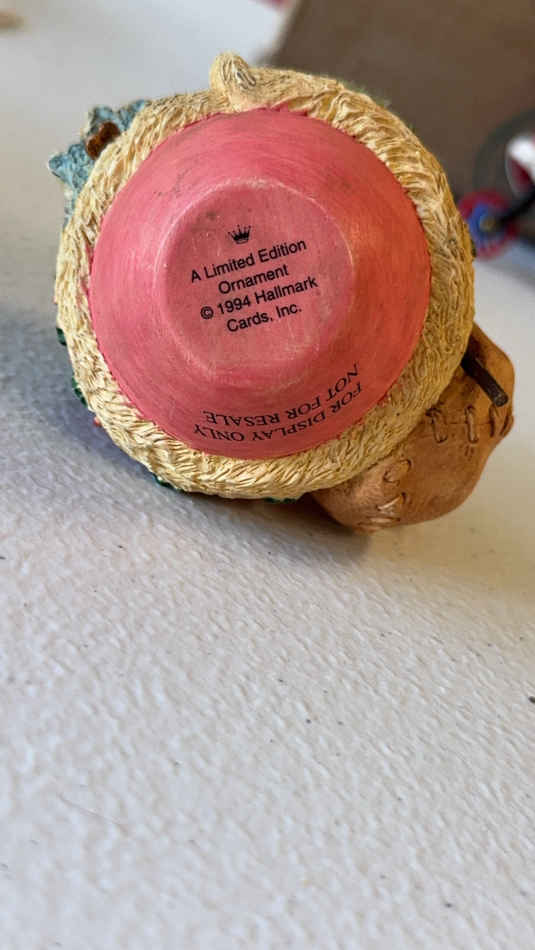 A Limited Edition
Ornament
© 1994 Hallmark
Cards, Inc.
FOR DISPLAY ONLY
NOT FOR RESALE